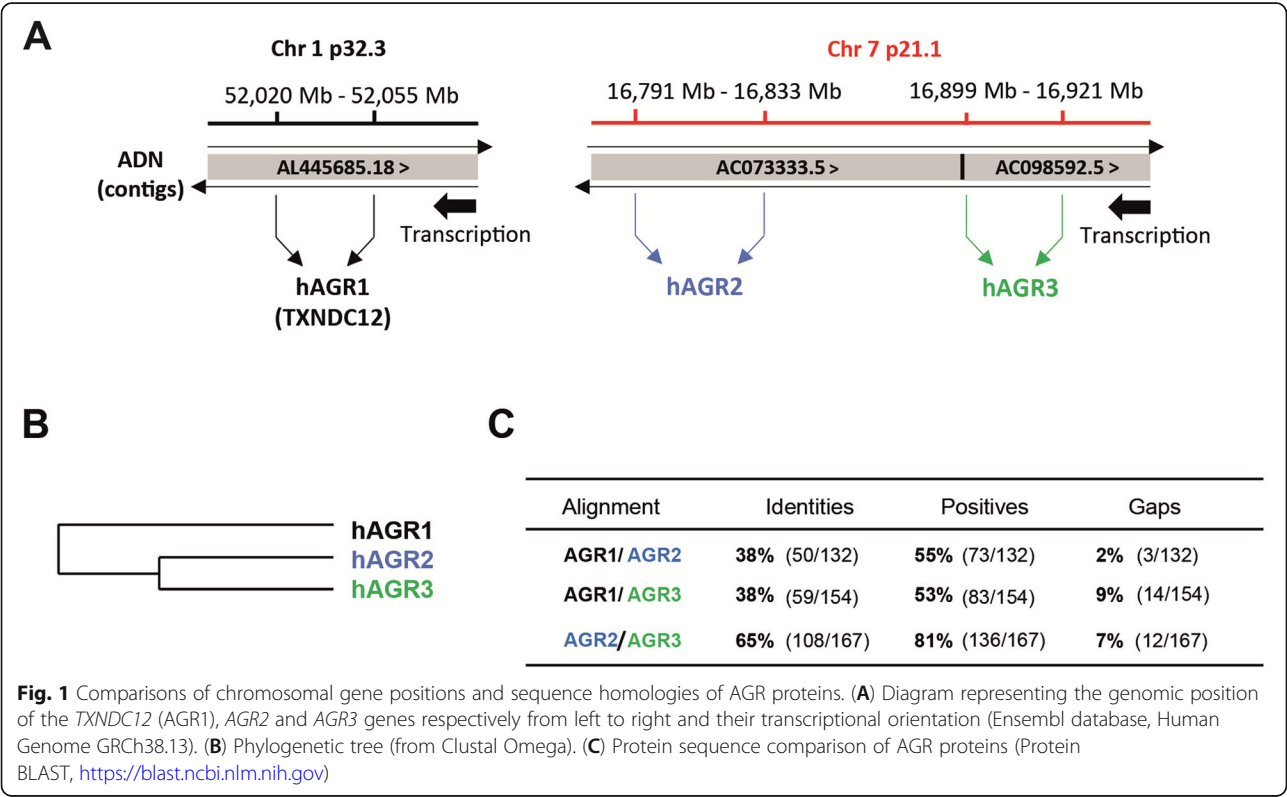 A
Chr 1 p32.3
Chr 7 p21.1
52,020 Mb - 52,055 Mb
16,791 Mb - 16,833 Mb
16,899 Mb - 16,921 Mb
ADN
(contigs)
AL445685.18 >
AC073333.5 >
AC098592.5 >
Transcription
Transcription
hAGR1
(TXNDC12)
hAGR2
hAGR3
B
hAGR1
hAGR2
hAGR3
C
Alignment Identities Positives Gaps
AGR1/ AGR2 38% (50/132) 55% (73/132) 2% (3/132)
AGR1/ AGR3 38% (59/154) 53% (83/154) 9% (14/154)
AGR2/AGR3 65% (108/167) 81% (136/167) 7% (12/167)
Fig. 1 Comparisons of chromosomal gene positions and sequence homologies of AGR proteins. (A) Diagram representing the genomic position
of the TXNDC12 (AGR1), AGR2 and AGR3 genes respectively from left to right and their transcriptional orientation (Ensembl database, Human
Genome GRCh38.13). (B) Phylogenetic tree (from Clustal Omega). (C) Protein sequence comparison of AGR proteins (Protein
BLAST, https://blast.ncbi.nlm.nih.gov)